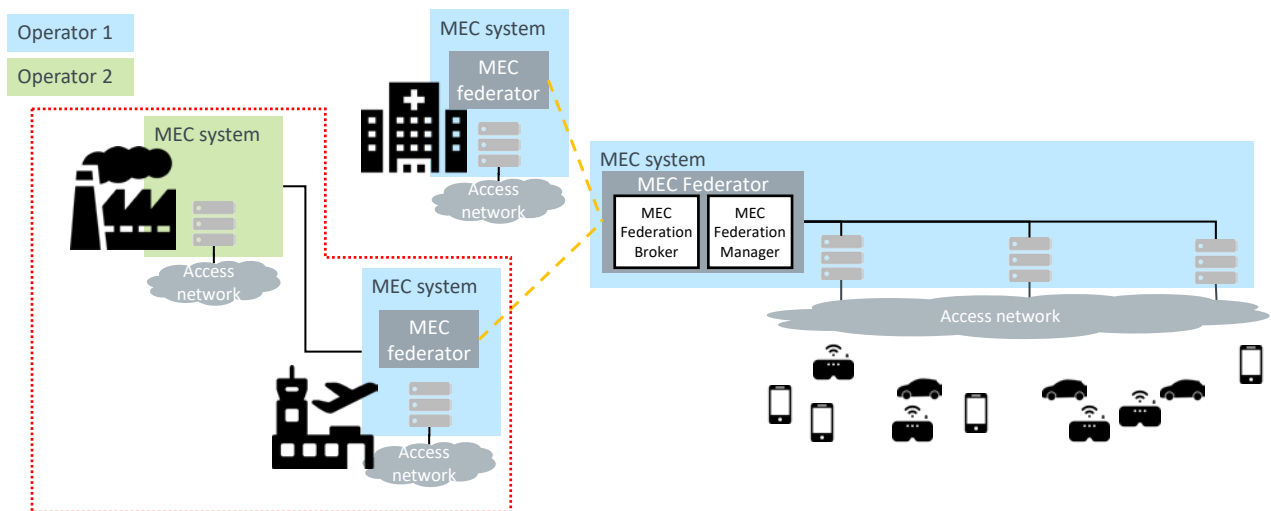 Operator 1
Operator 2
MEC system
MEC
federator
Access
network
MEC system
Access
network
MEC system
MEC
federator
Access
network
MEC system
MEC Federator
MEC
Federation
Broker
MEC
Federation
Manager
Access network